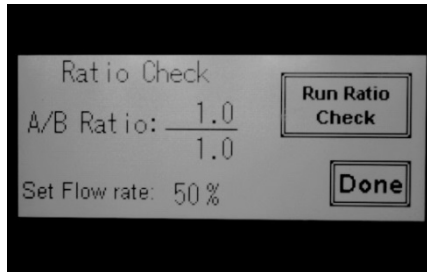 Ratio Check
A/B Ratio: 1.0
1.0
Set Flow rate: 50 %
Run Ratio
Check
Done